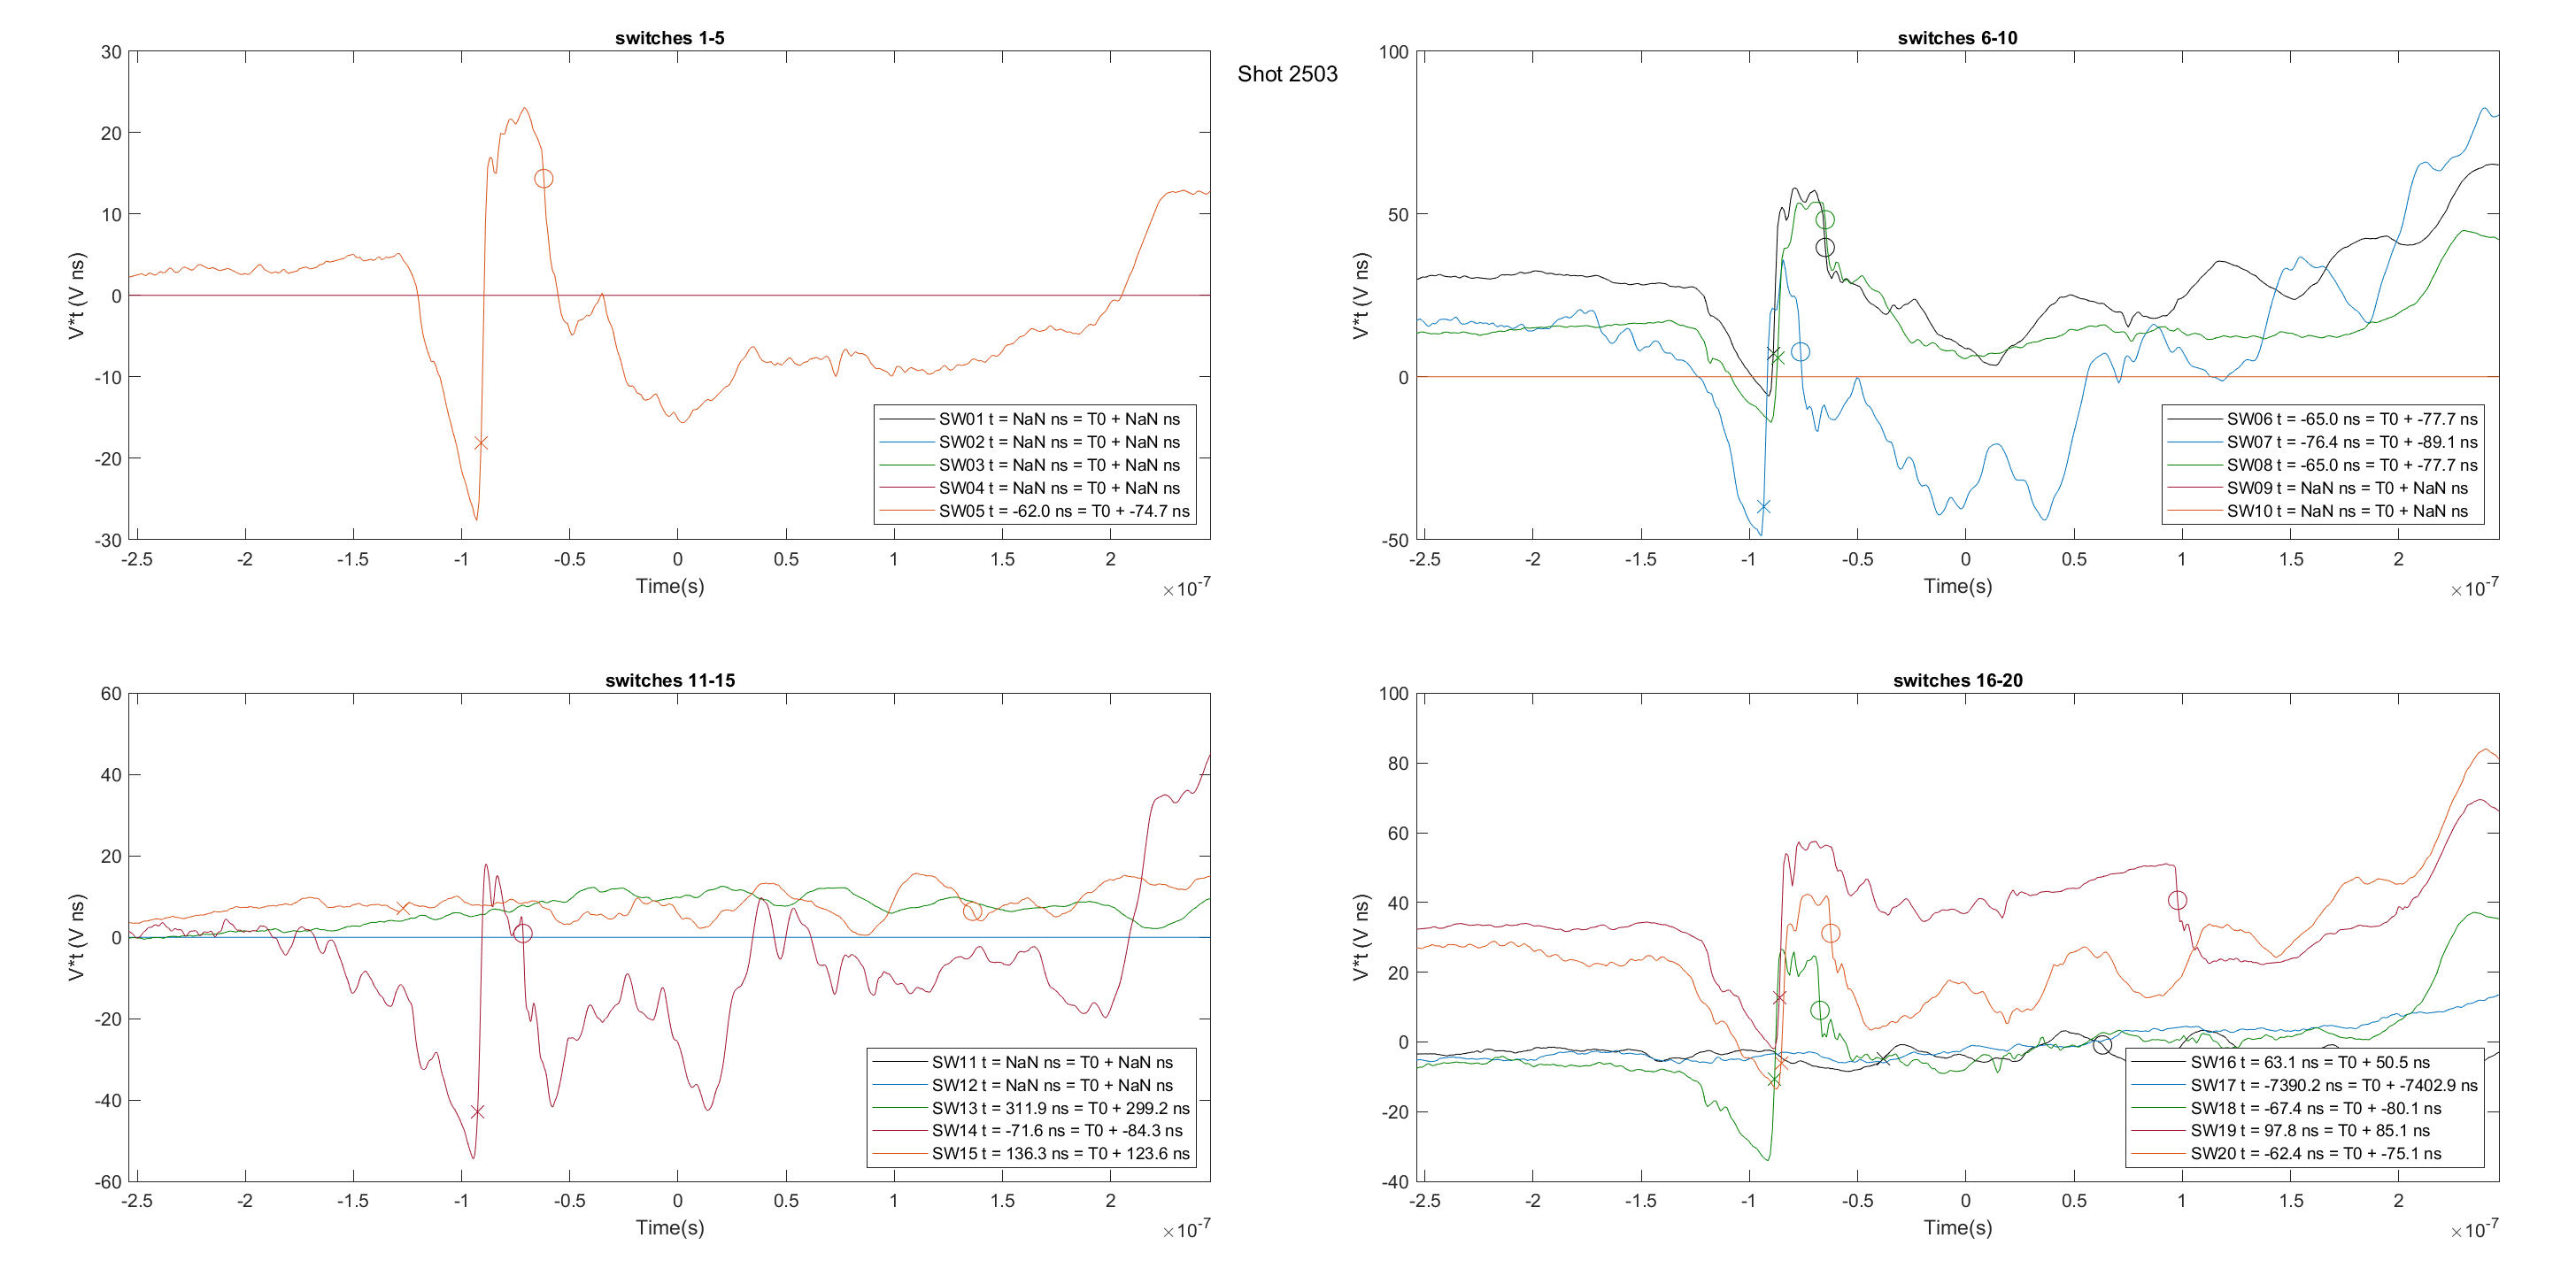 Shot 2503
switches 1-5
30
20
10
0
-10
-20
-30
V*t (V ns)
-2.5 -2 -1.5 -1 -0.5 0 0.5 1 1.5 2
Time(s)
×10-7
SW01 t = NaN ns = T0 + NaN ns
SW02 t = NaN ns = T0 + NaN ns
SW03 t = NaN ns = T0 + NaN ns
SW04 t = NaN ns = T0 + NaN ns
SW05 t = -62.0 ns = T0 + -74.7 ns
switches 6-10
100
50
0
-50
V*t (V ns)
-2.5 -2 -1.5 -1 -0.5 0 0.5 1 1.5 2
Time(s)
×10-7
SW06 t = -65.0 ns = T0 + -77.7 ns
SW07 t = -76.4 ns = T0 + -89.1 ns
SW08 t = -65.0 ns = T0 + -77.7 ns
SW09 t = NaN ns = T0 + NaN ns
SW10 t = NaN ns = T0 + NaN ns
switches 11-15
60
40
20
0
-20
-40
-60
V*t (V ns)
-2.5 -2 -1.5 -1 -0.5 0 0.5 1 1.5 2
Time(s)
×10-7
SW11 t = NaN ns = T0 + NaN ns
SW12 t = NaN ns = T0 + NaN ns
SW13 t = 311.9 ns = T0 + 299.2 ns
SW14 t = -71.6 ns = T0 + -84.3 ns
SW15 t = 136.3 ns = T0 + 123.6 ns
switches 16-20
100
80
60
40
20
0
-20
-40
V*t (V ns)
-2.5 -2 -1.5 -1 -0.5 0 0.5 1 1.5 2
Time(s)
×10-7
SW16 t = 63.1 ns = T0 + 50.5 ns
SW17 t = -7390.2 ns = T0 + -7402.9 ns
SW18 t = -67.4 ns = T0 + -80.1 ns
SW19 t = 97.8 ns = T0 + 85.1 ns
SW20 t = -62.4 ns = T0 + -75.1 ns